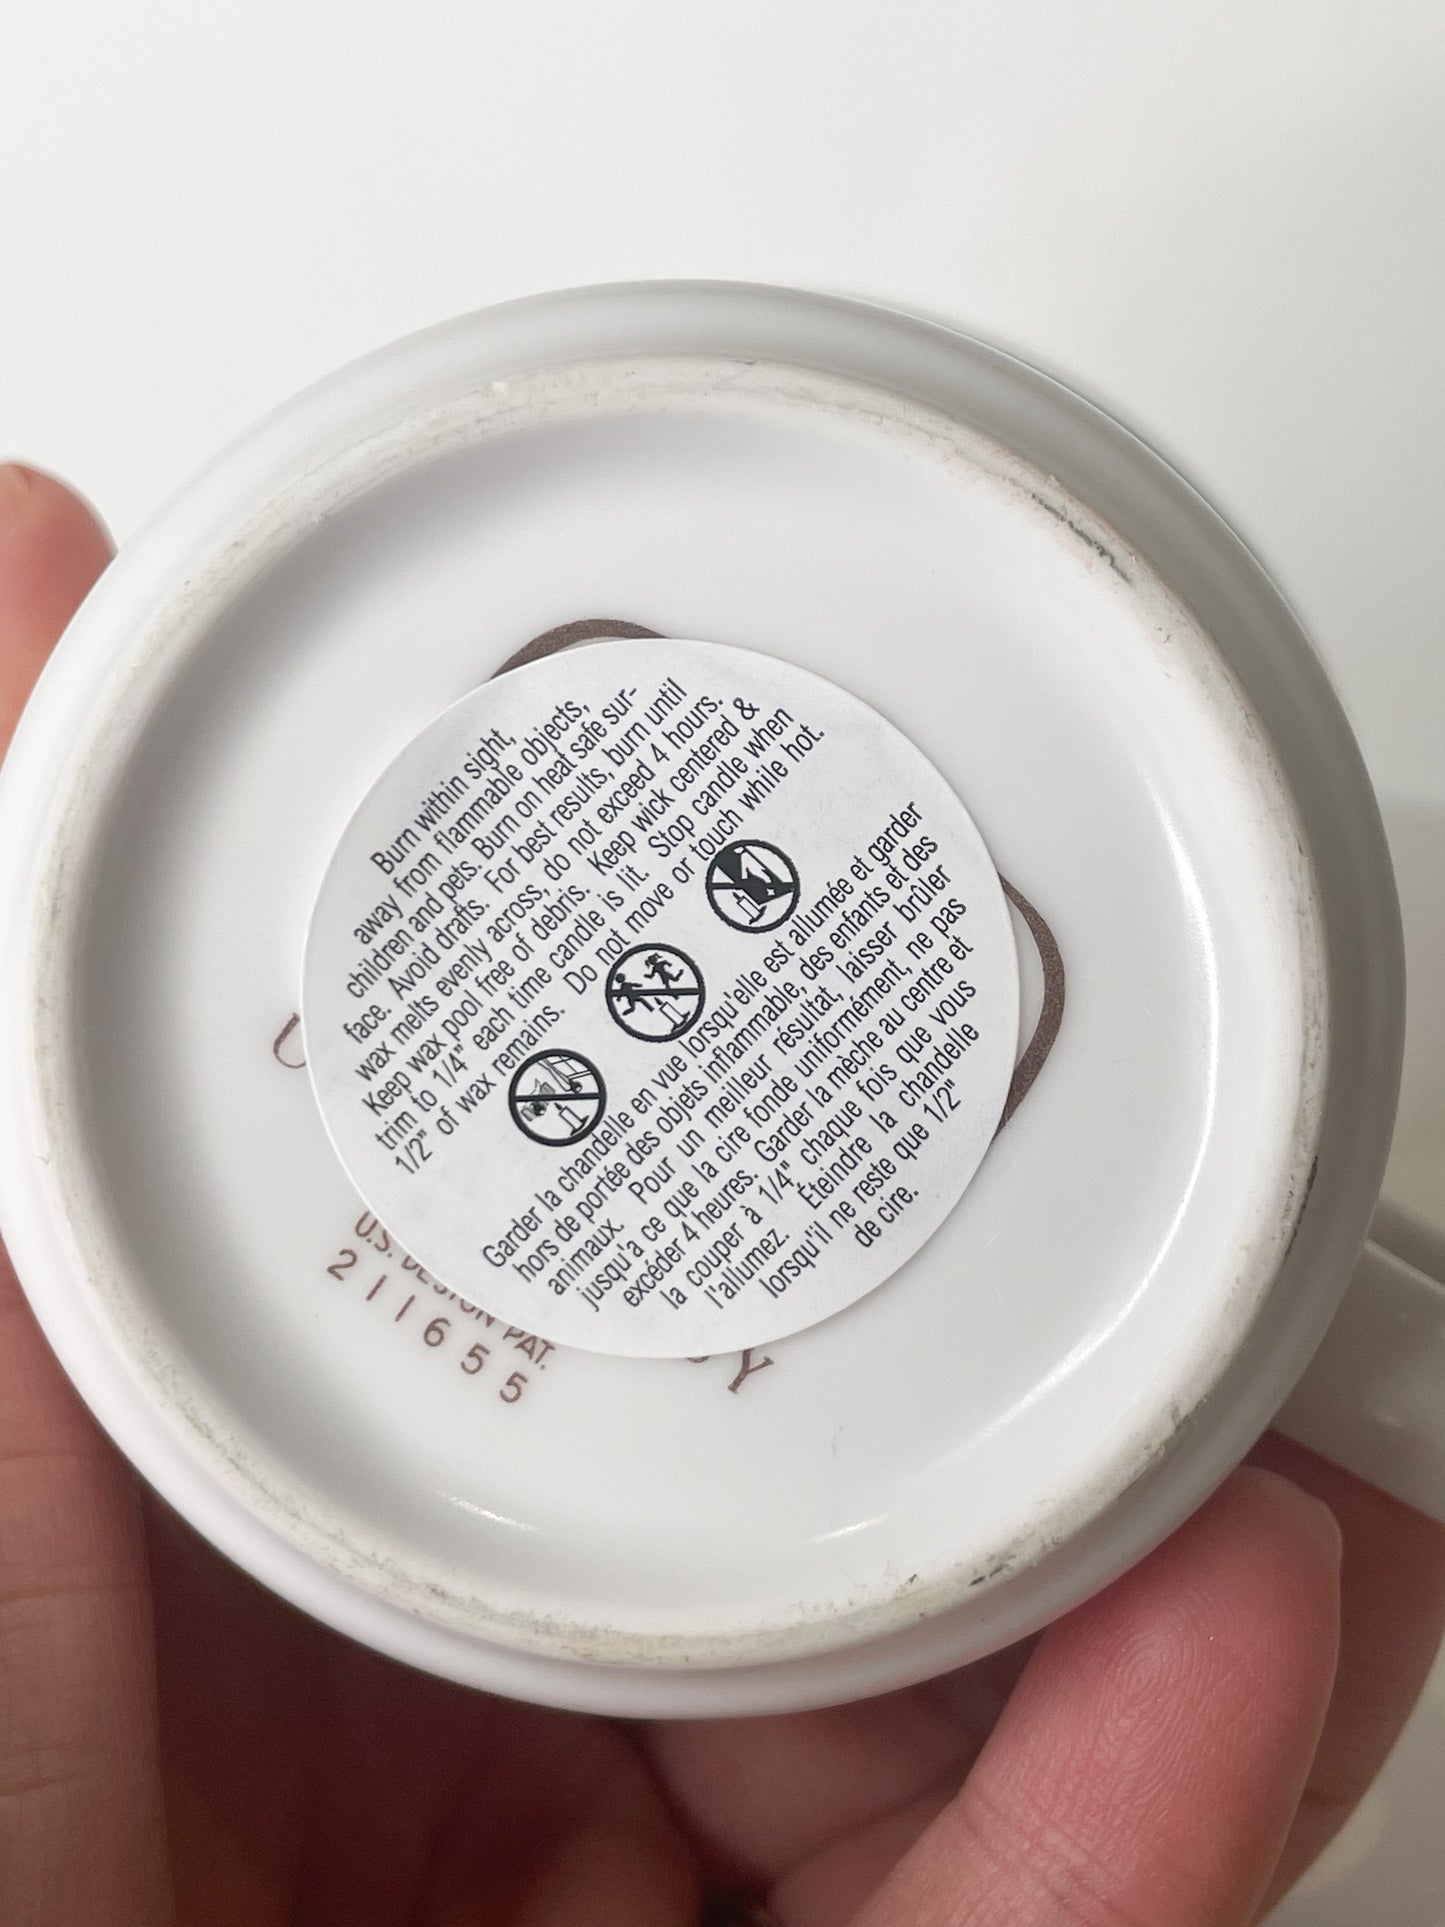 Burn within sight,
away from flammable objects,
children and pets. Burn on heat safe sur-
face. Avoid drafts. For best results, burn until
wax melts evenly across, do not exceed 4 hours.
Keep wax pool free of debris. Keep wick centered &
trim to 1/4" each time candle is lit. Stop candle when
1/2" of wax remains. Do not move or touch while hot.
Garder la chandelle en vue lorsqu'elle est allumée et garder
hors de portée des objets inflammable, des enfants et des
animaux. Pour un meilleur résultat, laisser brûler
jusqu'a ce que la cire fonde uniformément, ne pas
excéder 4 heures. Garder la mèche au centre et
la couper à 1/4" chaque fois que vous
l'allumez. Éteindre la chandelle
lorsqu'il ne reste que 1/2"
de cire.
U.S. DESIGN PAT.
211655